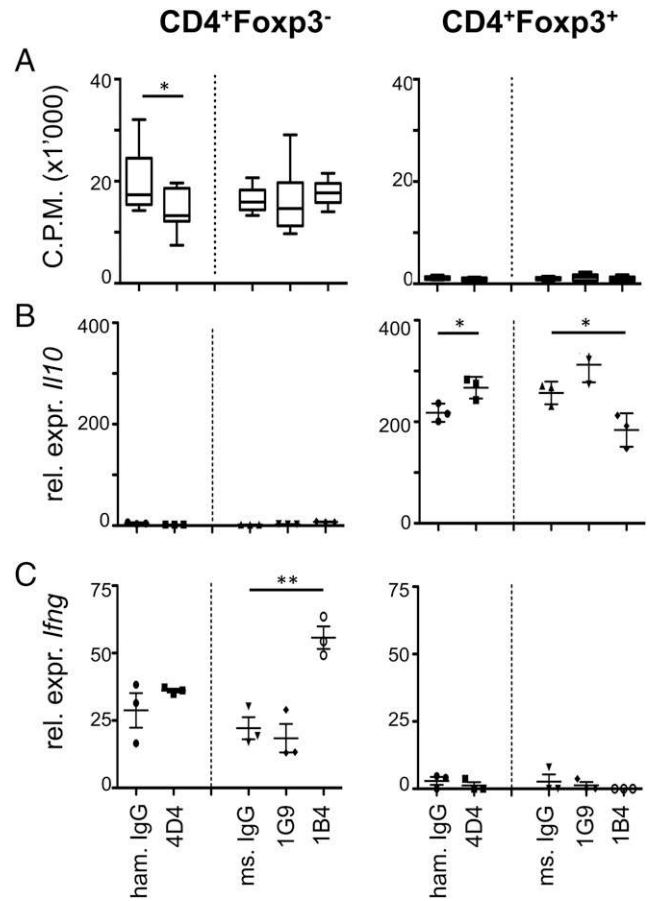 CD4⁺Foxp3⁻ CD4⁺Foxp3⁺
A
C.P.M. (x1'000)
40
20
0
*
40
20
0
B
rel. expr. Il10
400
200
0
400
200
0
* *
C
rel. expr. Ifng
75
50
25
0
**
75
50
25
0
ham. IgG
4D4
ms. IgG
1G9
1B4
ham. IgG
4D4
ms. IgG
1G9
1B4